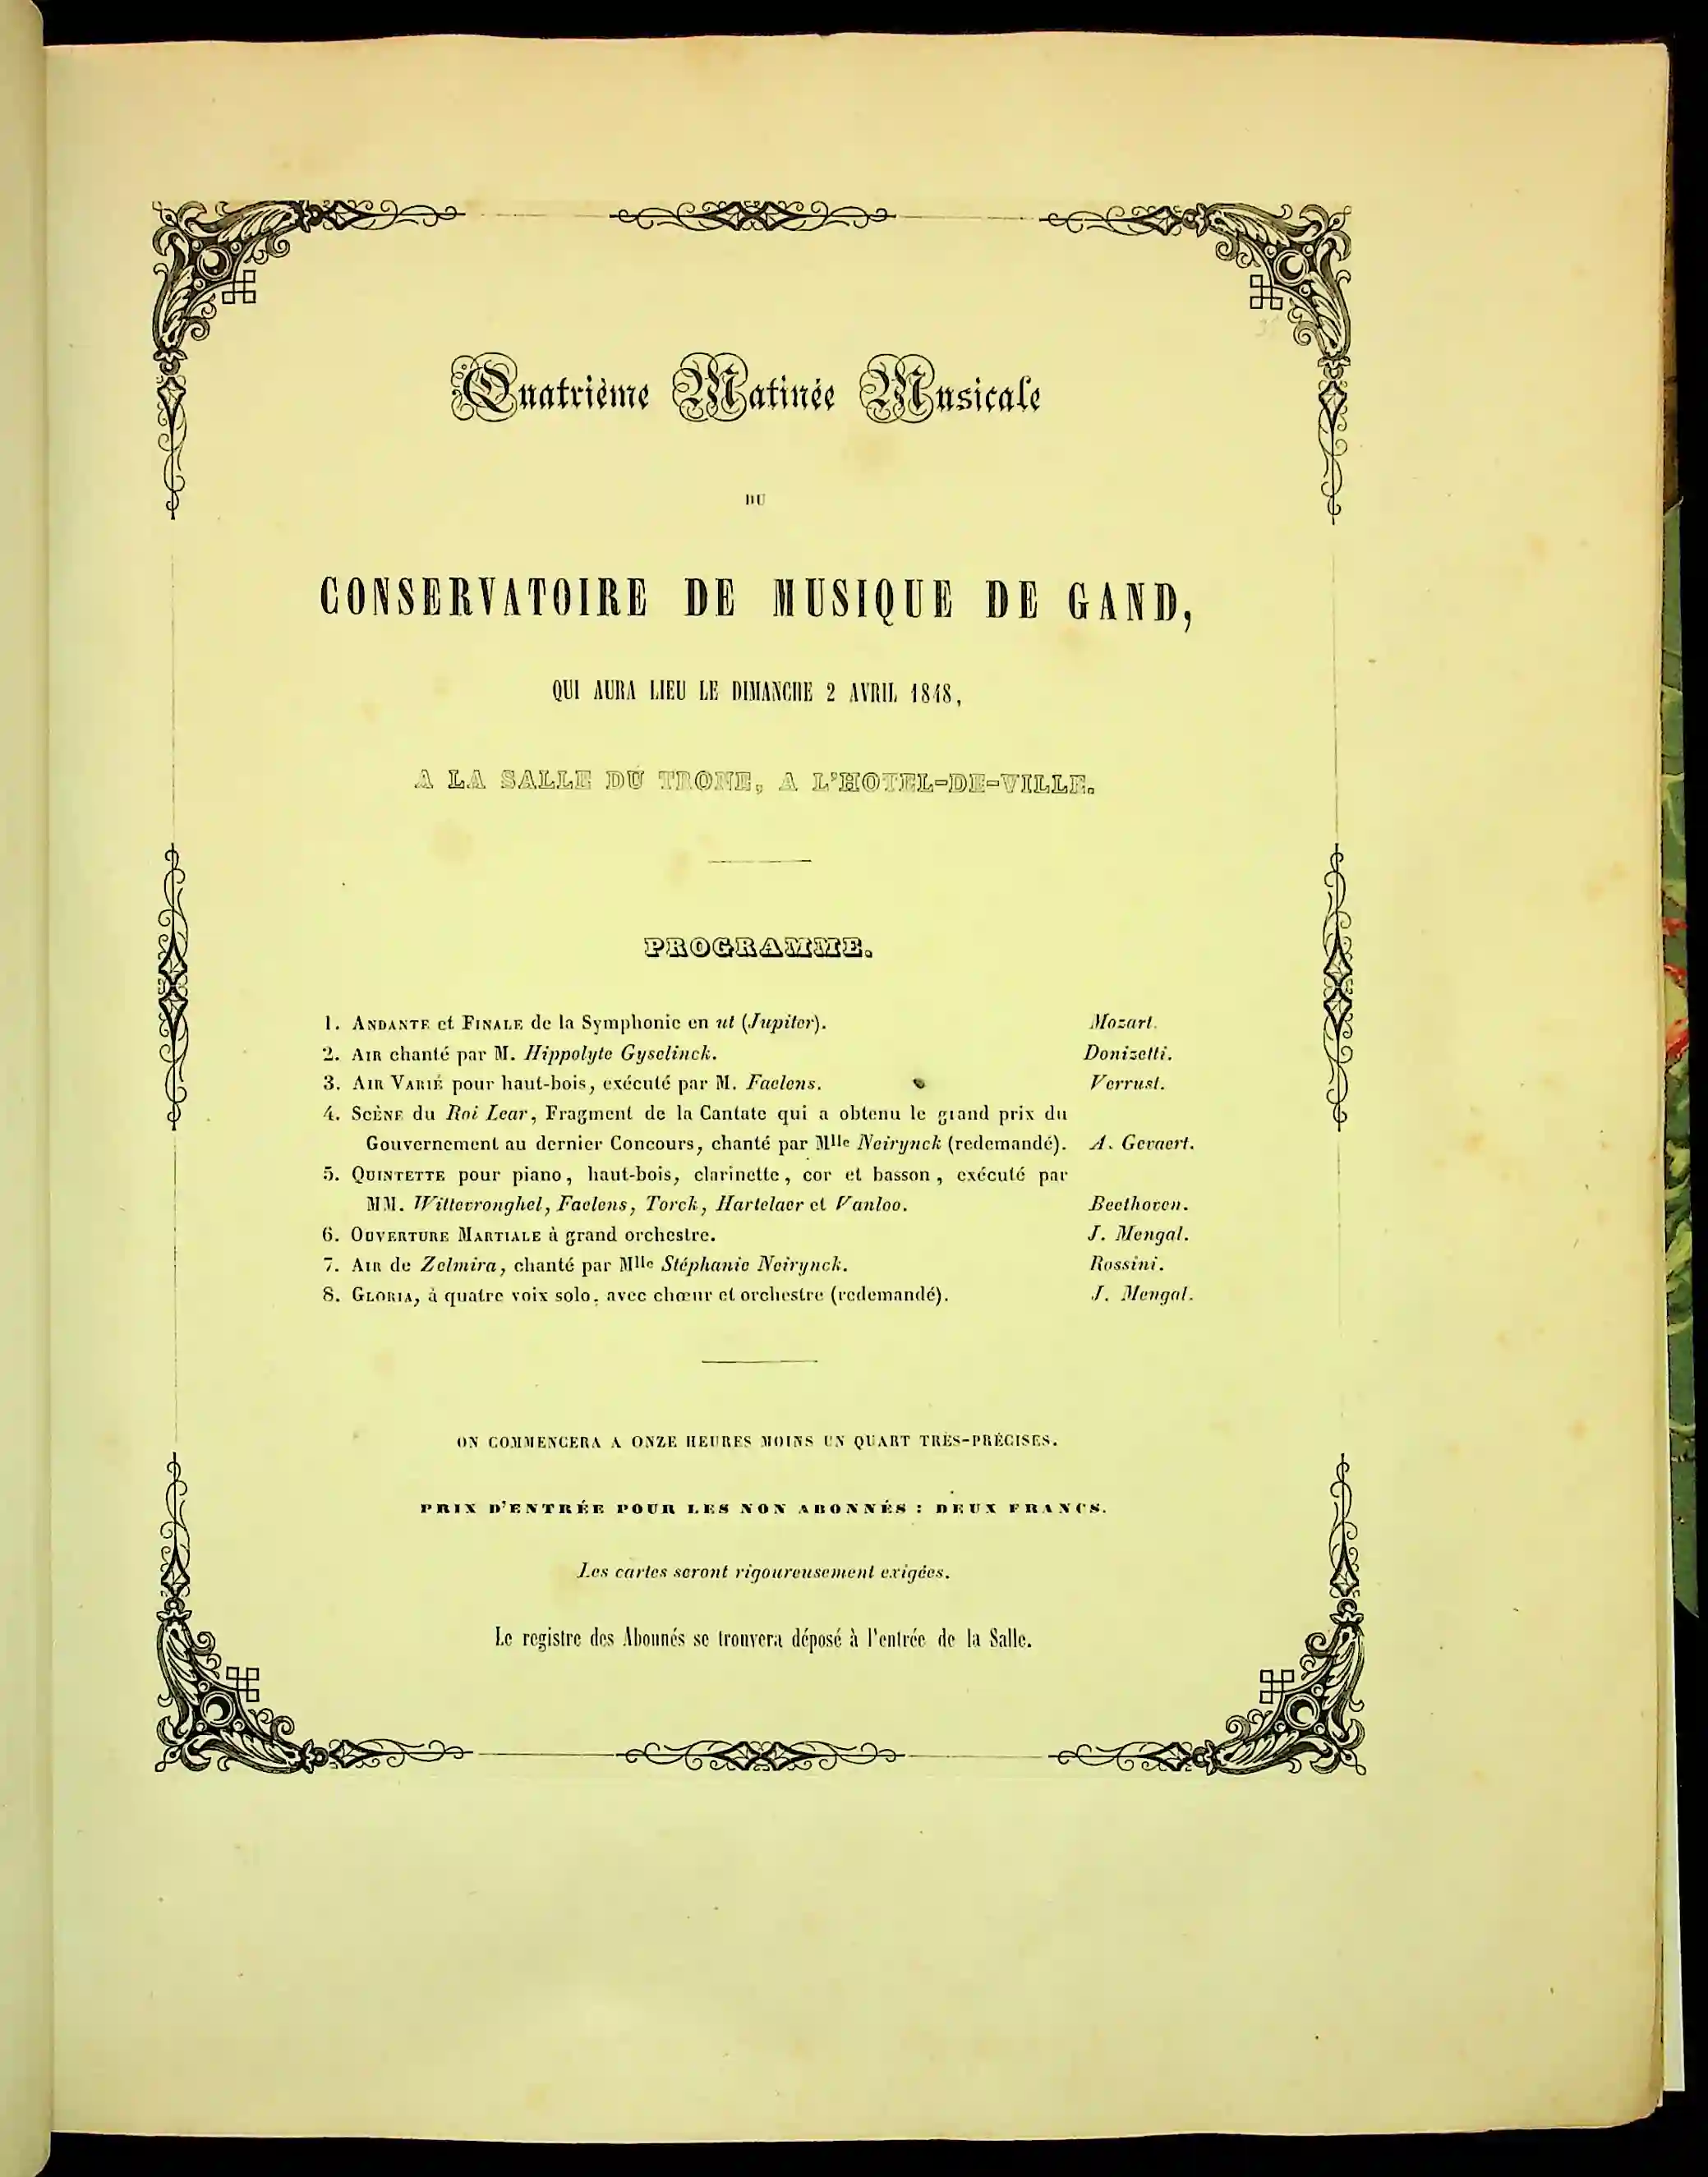 Quatrième Matinée Musicale
DU
CONSERVATOIRE DE MUSIQUE DE GAND,
QUI AURA LIEU LE DIMANCHE 2 AVRIL 1848,
A LA SALLE DU TRONE, A L'HOTEL-DE-VILLE.
PROGRAMME.
1. ANDANTE et FINALE de la Symphonie en ut (Jupiter). Mozart.
2. AIR chanté par M. Hippolyte Gyselinck. Donizetti.
3. AIR VARIÉ pour haut-bois, exécuté par M. Faelens. Verrust.
4. SCÈNE du Roi Lear, Fragment de la Cantate qui a obtenu le grand prix du
Gouvernement au dernier Concours, chanté par Mlle Neirynck (redemandé). A. Gevaert.
5. QUINTETTE pour piano, haut-bois, clarinette, cor et basson, exécuté par
MM. Wittevronghel, Faelens, Torck, Hartelaer et Vanloo. Beethoven.
6. OUVERTURE MARTIALE à grand orchestre. J. Mengal.
7. AIR de Zelmira, chanté par Mlle Stéphanie Neirynck. Rossini.
8. GLORIA, à quatre voix solo, avec chœur et orchestre (redemandé). J. Mengal.
ON COMMENCERA A ONZE HEURES MOINS UN QUART TRÈS-PRÉCISES.
PRIX D'ENTRÉE POUR LES NON ABONNÉS : DEUX FRANCS.
Les cartes seront rigoureusement exigées.
Le registre des Abonnés se trouvera déposé à l'entrée de la Salle.